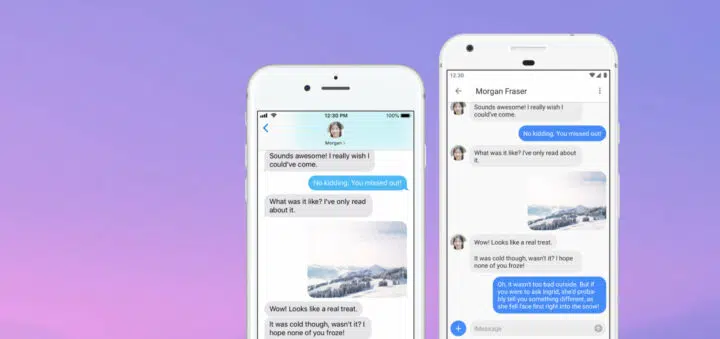 12:30 PM
100%
Morgan
Sounds awesome! I really wish I
could've come.
No kidding. You missed out!
What was it like? I've only read
about it.
Wow! Looks like a real treat.
It was cold though, wasn't it? I
hope none of you froze!
12:30
Morgan Fraser
Sounds awesome! I really wish I
could've come.
No kidding. You missed out!
What was it like? I've only read about
it.
Wow! Looks like a real treat.
It was cold though, wasn't it? I hope
none of you froze!
Oh, it wasn't too bad outside. But if
you were to ask Ingrid, she'd proba-
bly tell you something different, as
she fell face first right into the snow!
iMessage